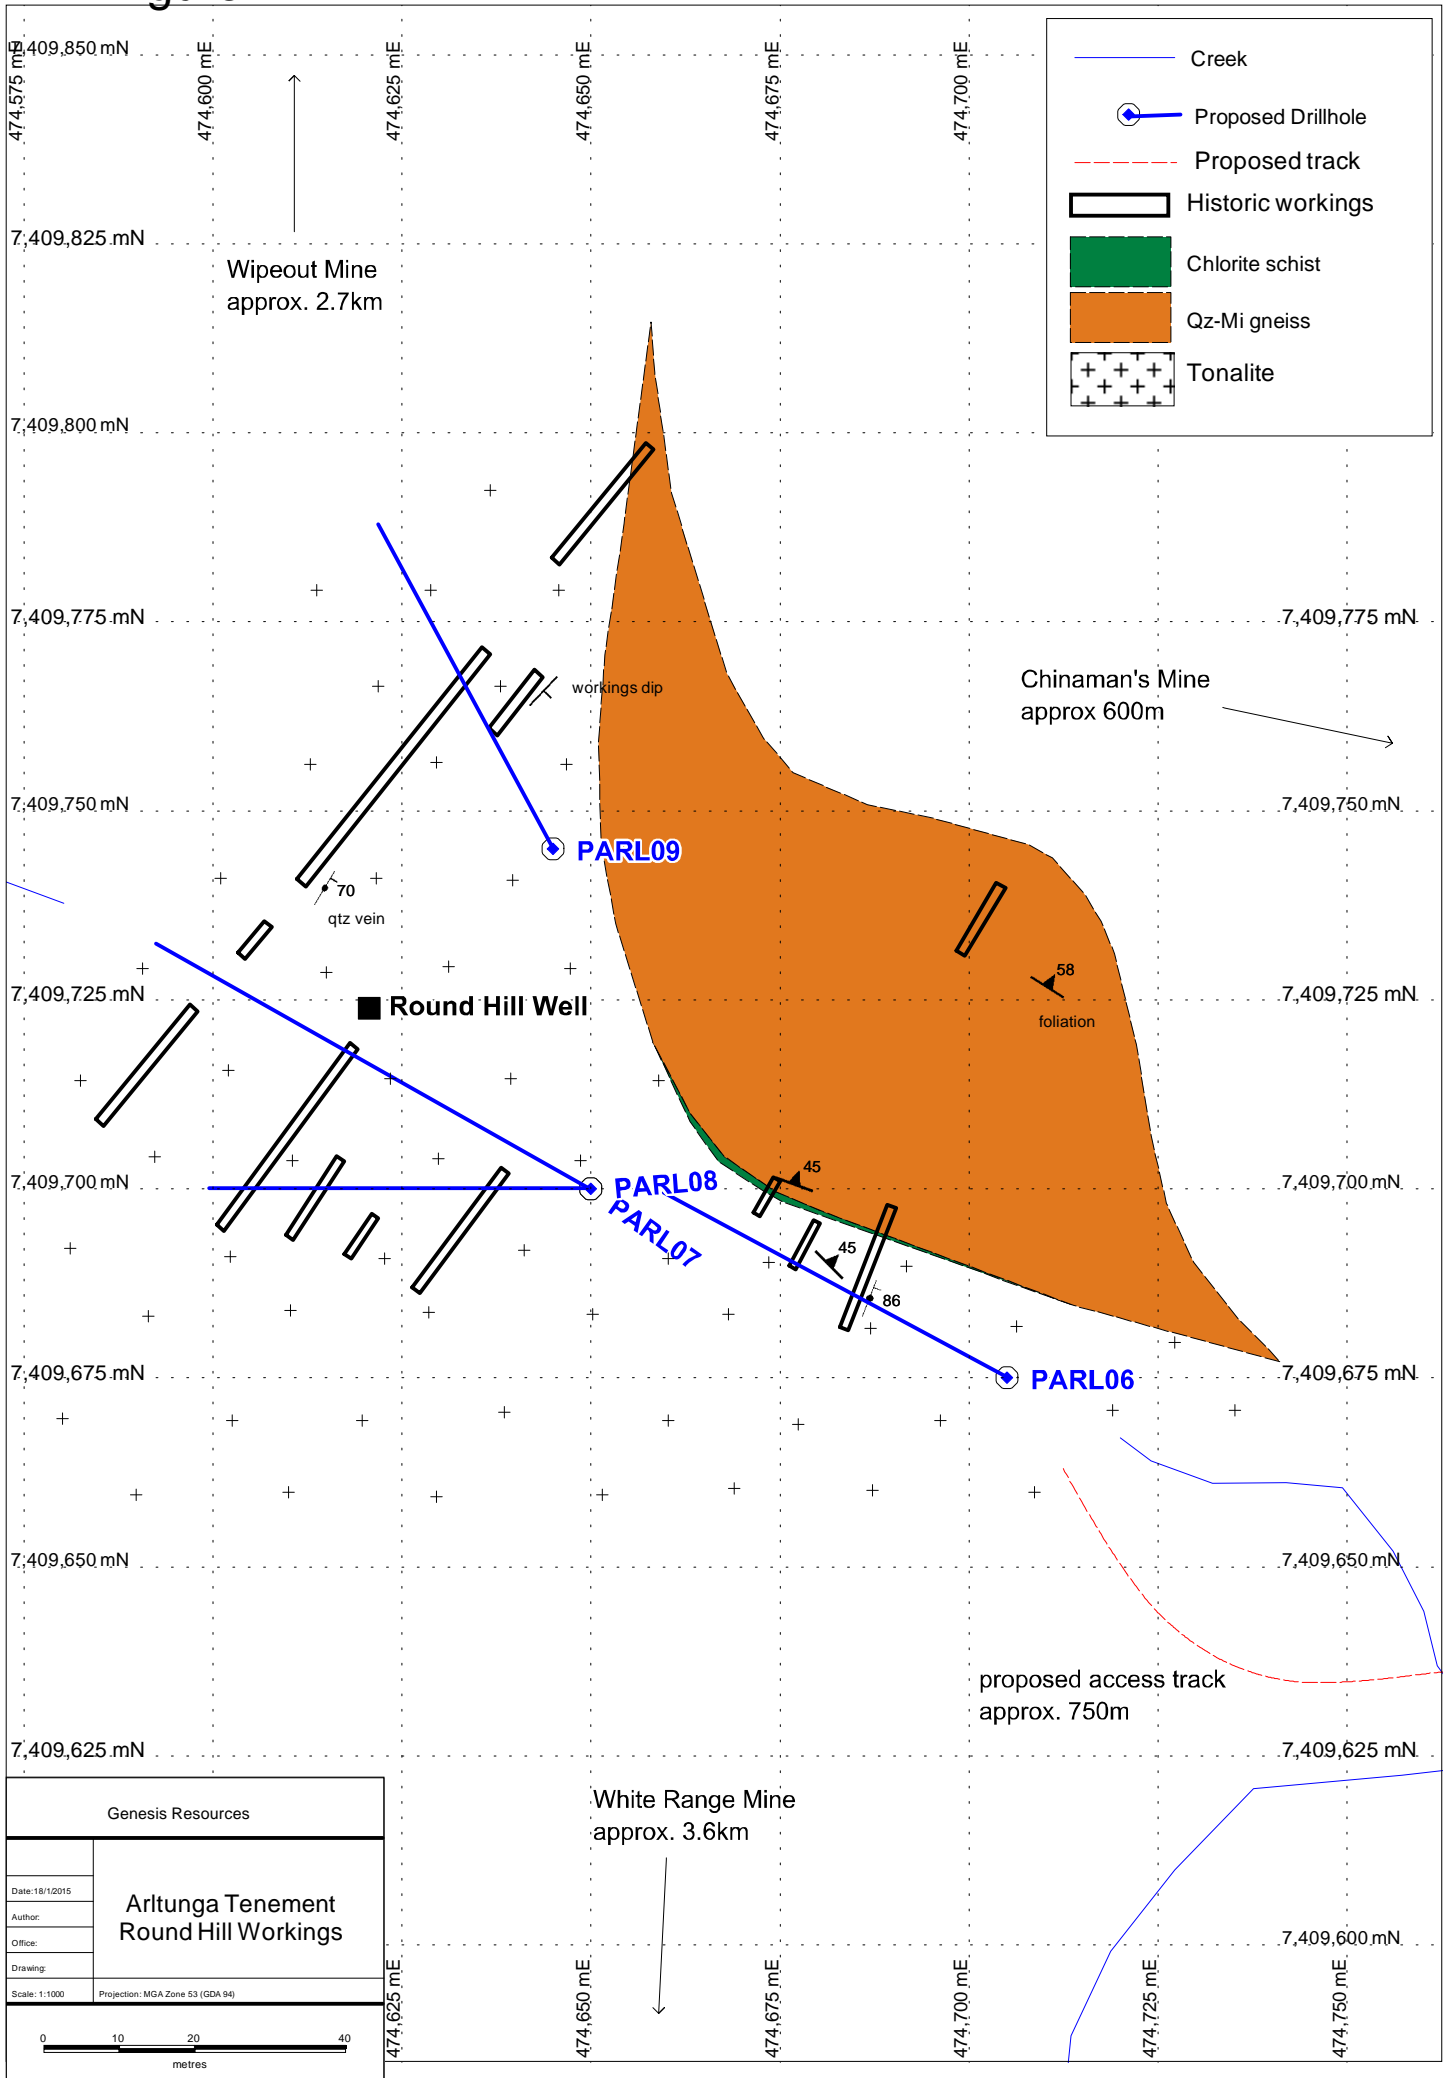 7,409,850 mN
474,575 mE
474,600 mE
474,625 mE
474,650 mE
474,675 mE
474,700 mE
Creek
Proposed Drillhole
Proposed track
Historic workings
Chlorite schist
Qz-Mi gneiss
Tonalite
7,409,825 mN
Wipeout Mine
approx. 2.7km
7,409,800 mN
7,409,775 mN
7,409,775 mN
workings dip
Chinaman's Mine
approx 600m
7,409,750 mN
7,409,750 mN
PARL09
70
qtz vein
58
foliation
7,409,725 mN
Round Hill Well
7,409,725 mN
45
7,409,700 mN
PARL08
7,409,700 mN
PARL07
45
86
7,409,675 mN
PARL06
7,409,675 mN
7,409,650 mN
7,409,650 mN
proposed access track
approx. 750m
7,409,625 mN
7,409,625 mN
White Range Mine
approx. 3.6km
7,409,600 mN
Genesis Resources
Date:18/1/2015
Author:
Office:
Drawing:
Scale: 1:1000
Arltunga Tenement
Round Hill Workings
Projection: MGA Zone 53 (GDA 94)
0 10 20 40
metres
474,625 mE
474,650 mE
474,675 mE
474,700 mE
474,725 mE
474,750 mE